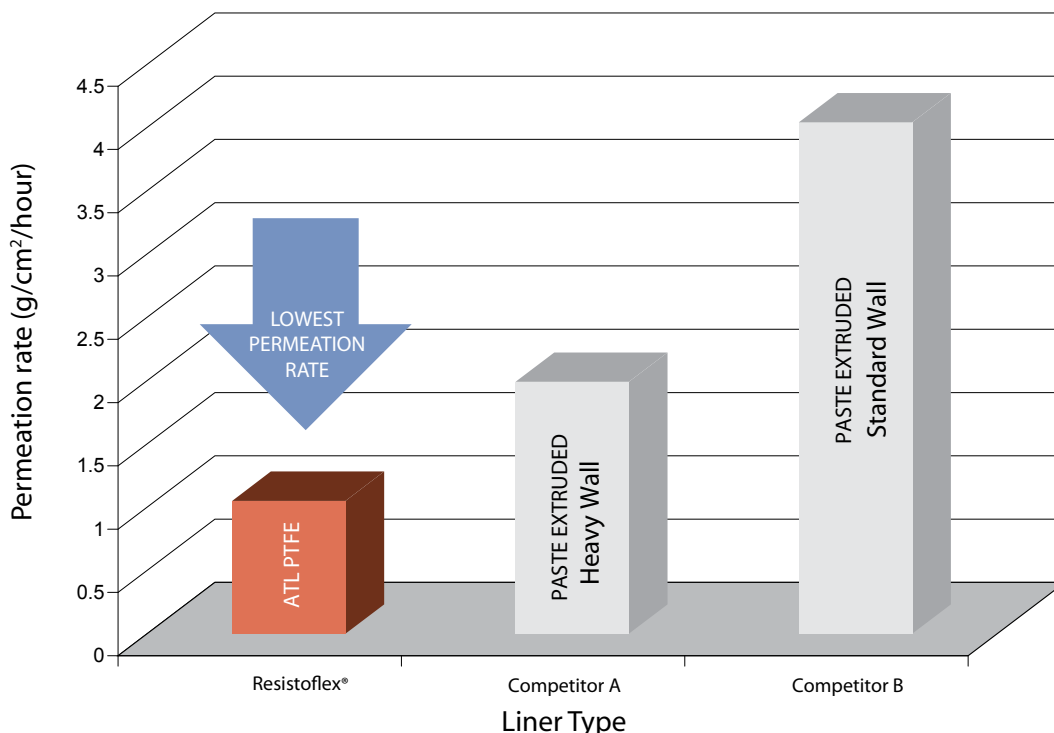 Permeation rate (g/cm²/hour)
4.5
4
3.5
3
2.5
2
1.5
1
0.5
0
LOWEST
PERMEATION
RATE
ATL PTFE
PASTE EXTRUDED
Heavy Wall
PASTE EXTRUDED
Standard Wall
Resistoflex®
Competitor A
Competitor B
Liner Type